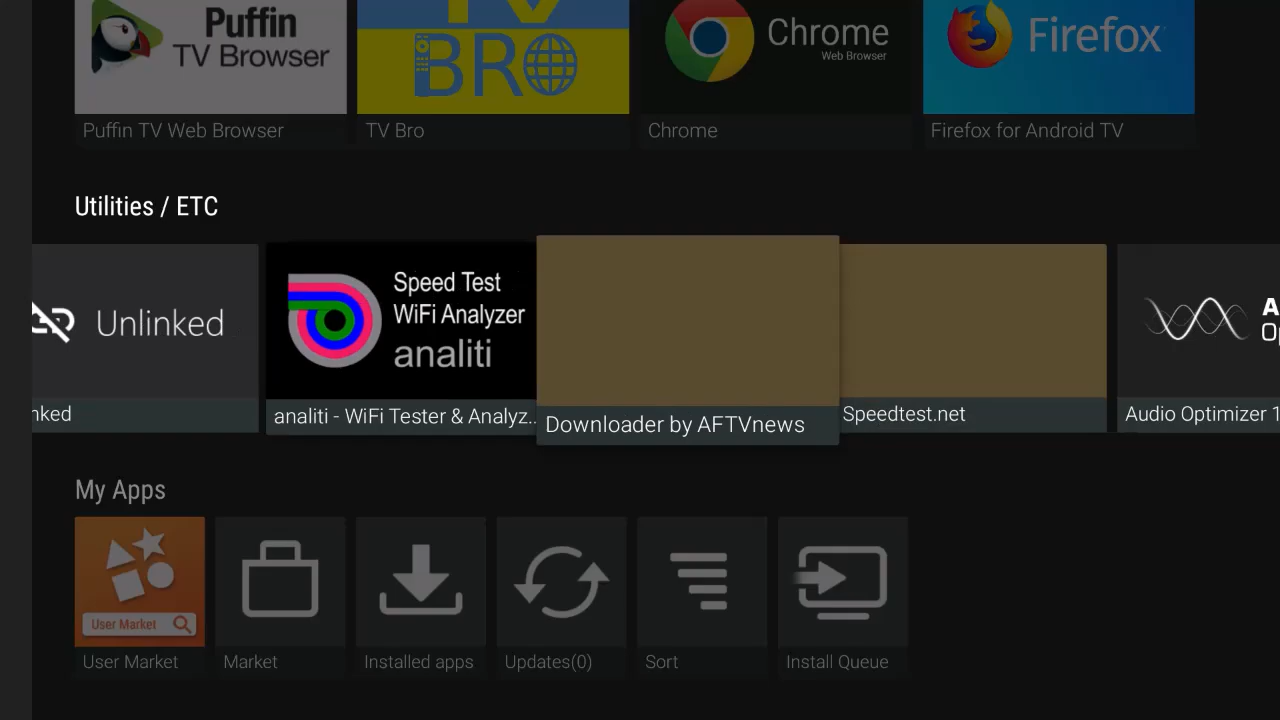 Puffin
TV Browser
TV
BRO
Chrome
Web Browser
Firefox
Puffin TV Web Browser
TV Bro
Chrome
Firefox for Android TV
Utilities / ETC
Unlinked
Speed Test
WiFi Analyzer
analiti
A
Op
nked
analiti - WiFi Tester & Analyz..
Downloader by AFTVnews
Speedtest.net
Audio Optimizer 1
My Apps
User Market
User Market
Market
Installed apps
Updates(0)
Sort
Install Queue